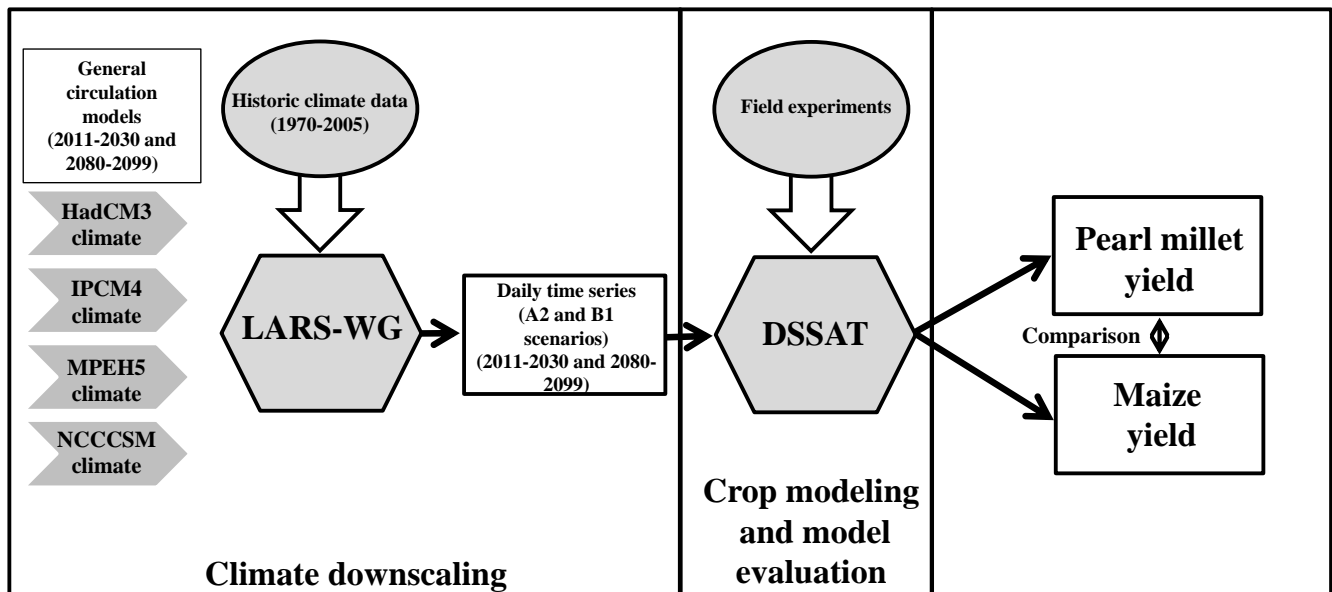 General
circulation
models
(2011-2030 and
2080-2099)
HadCM3
climate
IPCM4
climate
MPEH5
climate
NCCCSM
climate
Historic climate data
(1970-2005)
LARS-WG
Daily time series
(A2 and B1
scenarios)
(2011-2030 and 2080-
2099)
Climate downscaling
Field experiments
DSSAT
Crop modeling
and model
evaluation
Pearl millet
yield
Comparison
Maize
yield